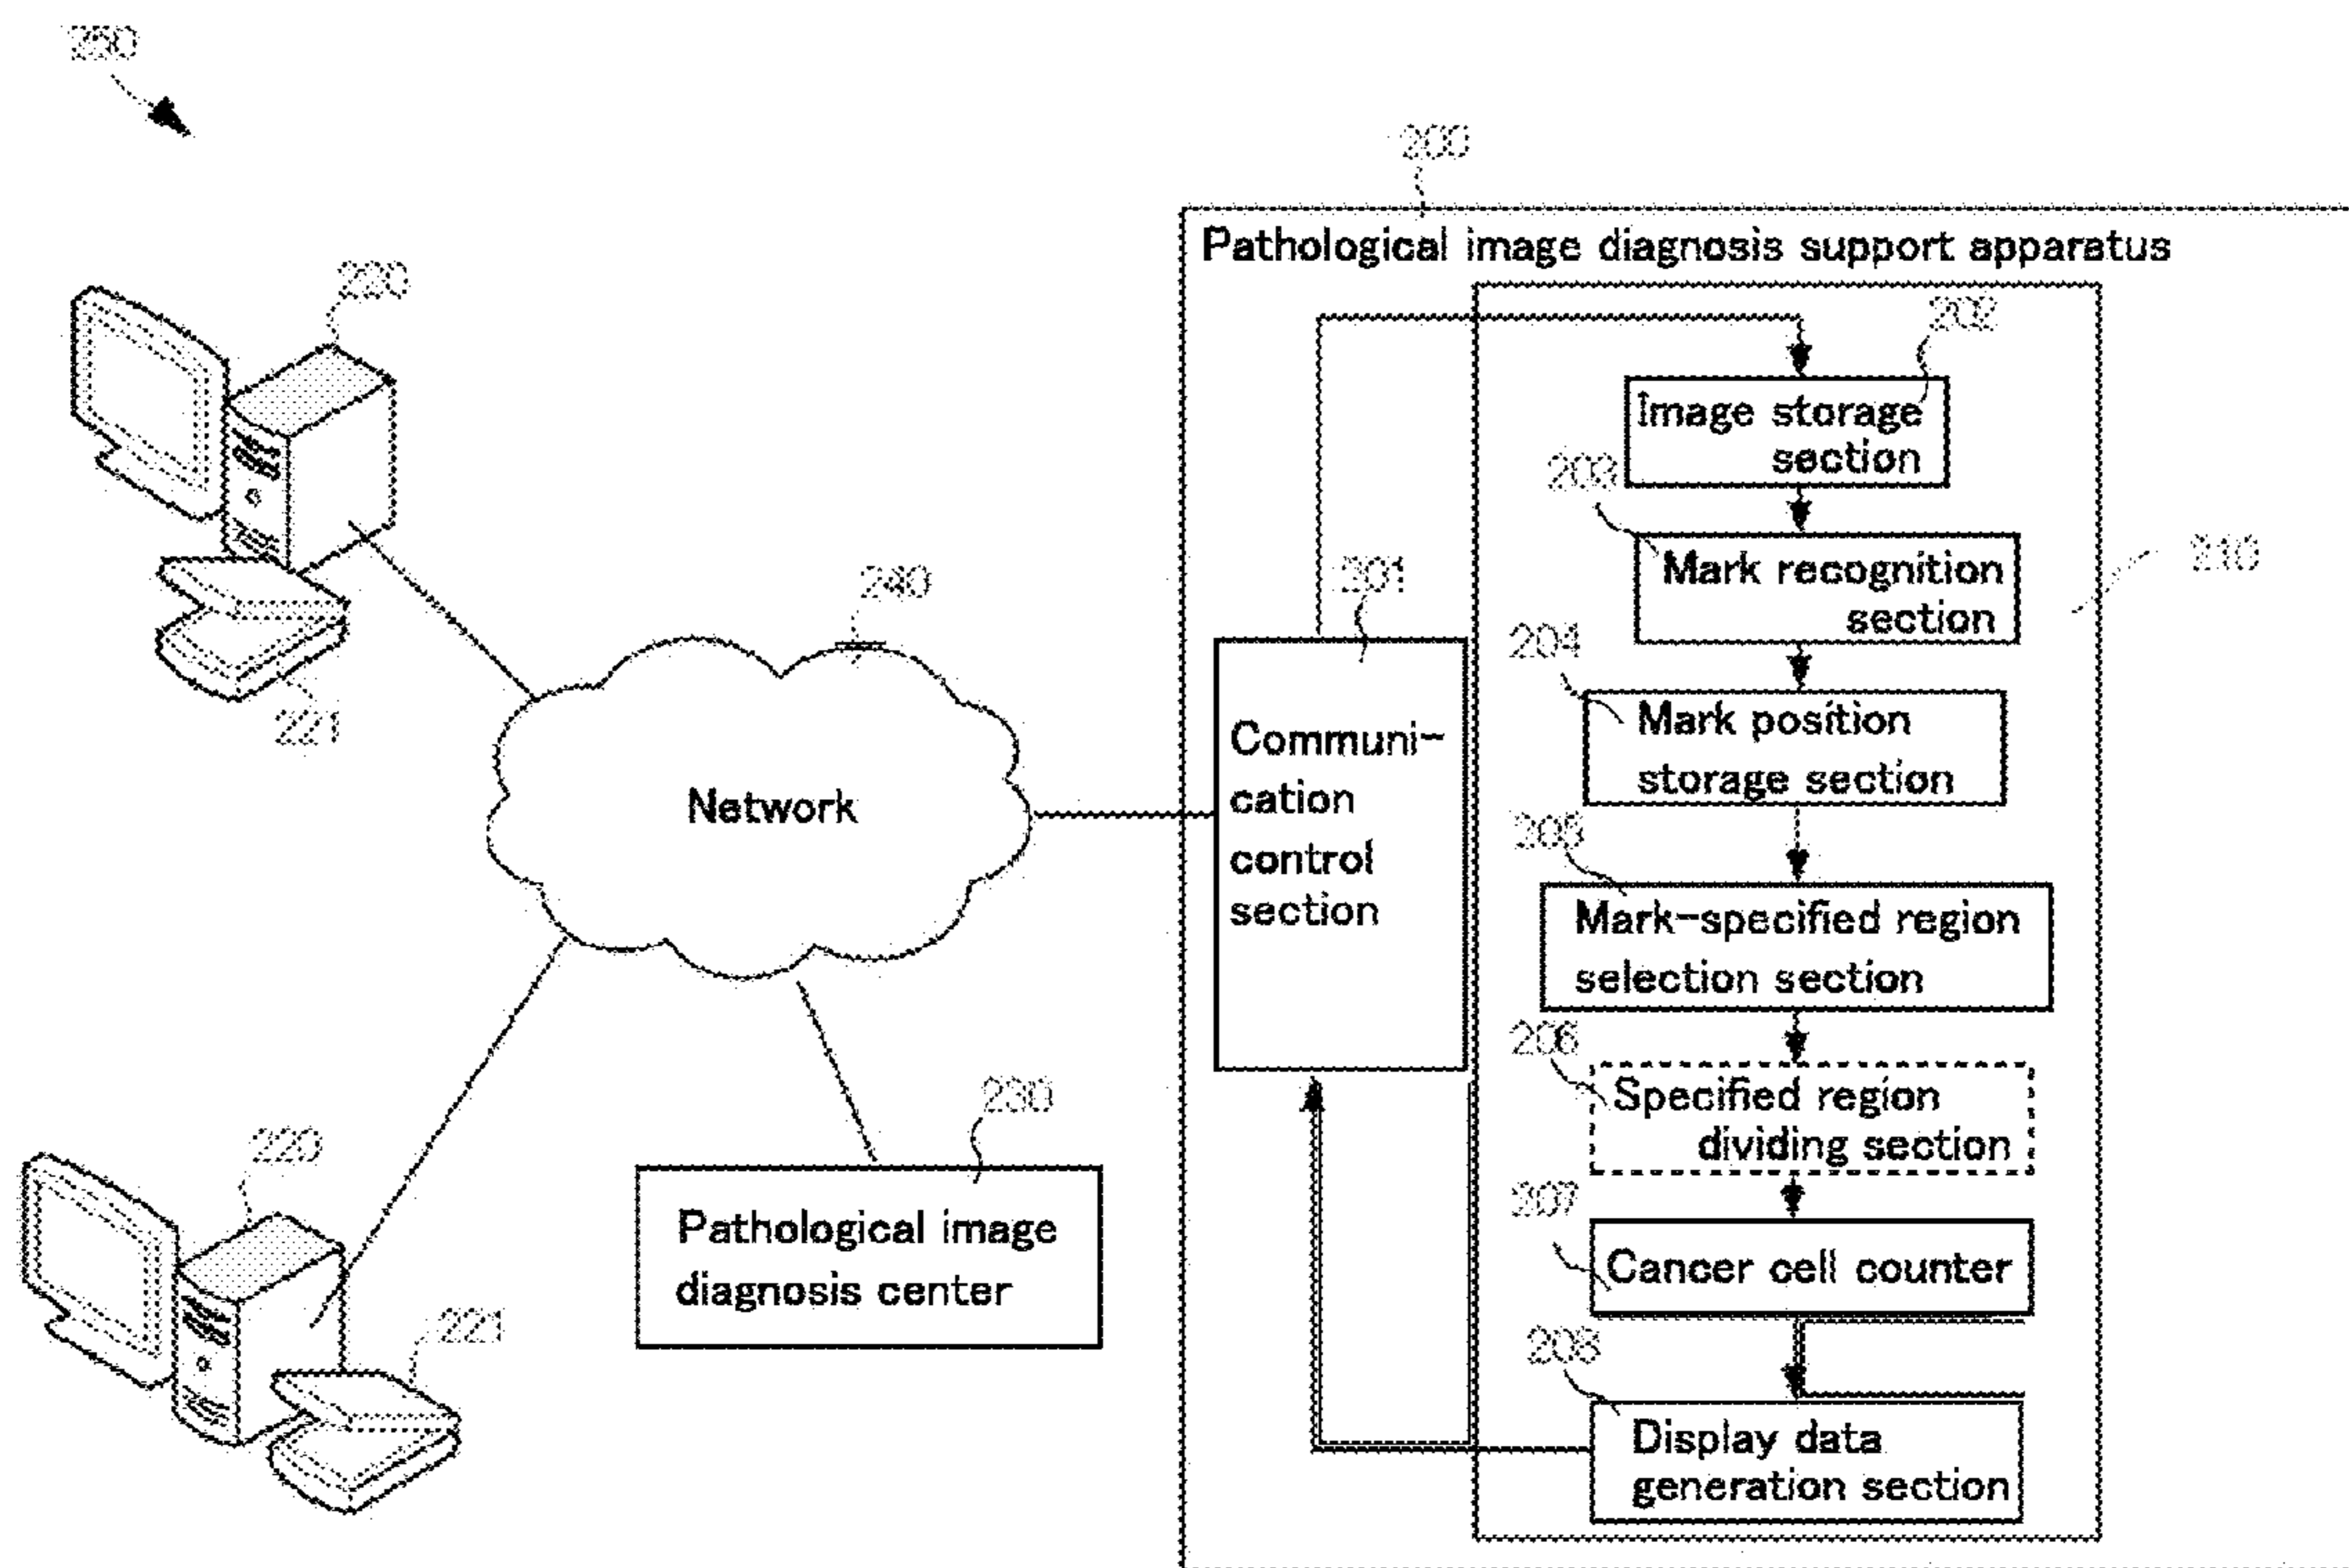 250
200
Pathological image diagnosis support apparatus
220
202
Image storage
section
203
Mark recognition
section
210
201
240
204
Mark position
storage section
221
Communi-
cation
control
section
Network
205
Mark-specified region
selection section
206
Specified region
dividing section
230
Pathological image
diagnosis center
220
221
207
Cancer cell counter
208
Display data
generation section